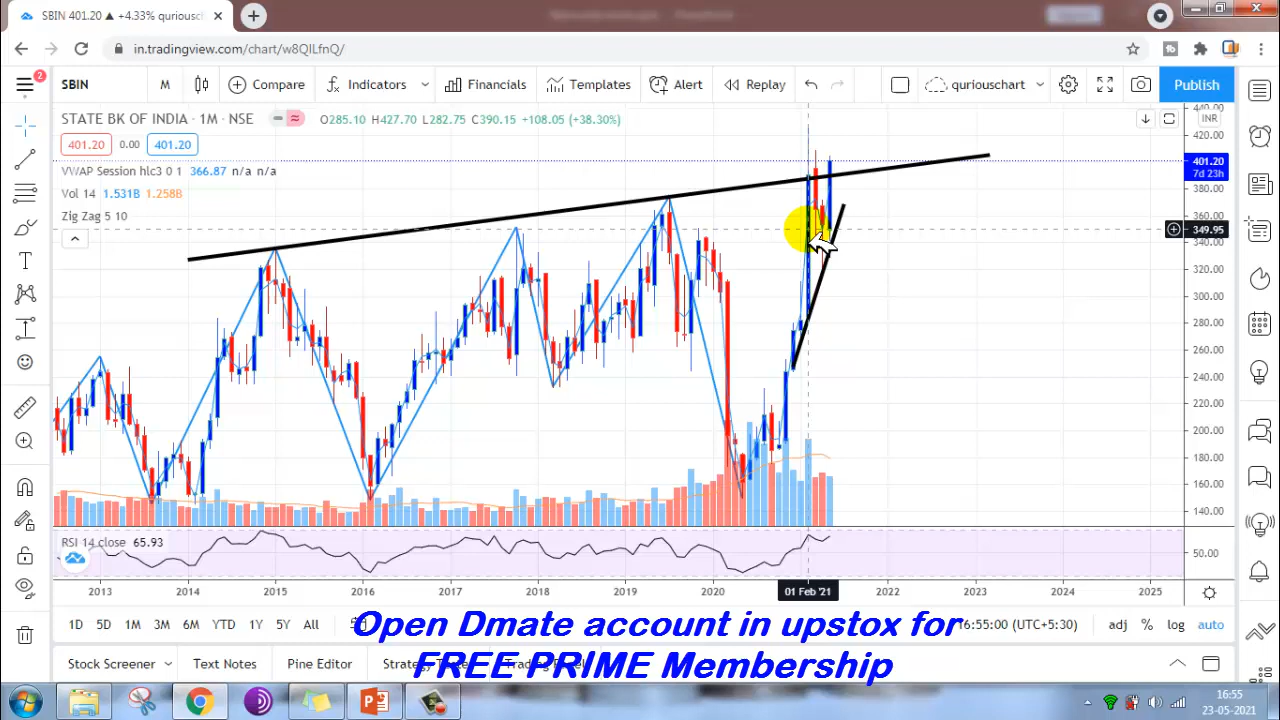 SBIN 401.20 ▲ +4.33% quriousch
in.tradingview.com/chart/w8QILfnQ/
2
SBIN
M
Compare
Indicators
Financials
Templates
Alert
Replay
quriouschart
Publish
STATE BK OF INDIA · 1M · NSE
O285.10 H427.70 L282.75 C390.15 +108.05 (+38.30%)
401.20
0.00
401.20
VWAP Session hlc3 0 1 366.87 n/a n/a
Vol 14 1.531B 1.258B
Zig Zag 5 10
INR
440.00
420.00
401.20
7d 23h
380.00
360.00
349.95
340.00
320.00
300.00
280.00
260.00
240.00
220.00
200.00
180.00
160.00
140.00
RSI 14 close 65.93
50.00
2013
2014
2015
2016
2017
2018
2019
2020
01 Feb '21
2022
2023
2024
2025
1D 5D 1M 3M 6M YTD 1Y 5Y All
16:55:00 (UTC+5:30)
adj % log auto
Open Dmate account in upstox for
FREE PRIME Membership
Stock Screener
Text Notes
Pine Editor
16:55
23-05-2021